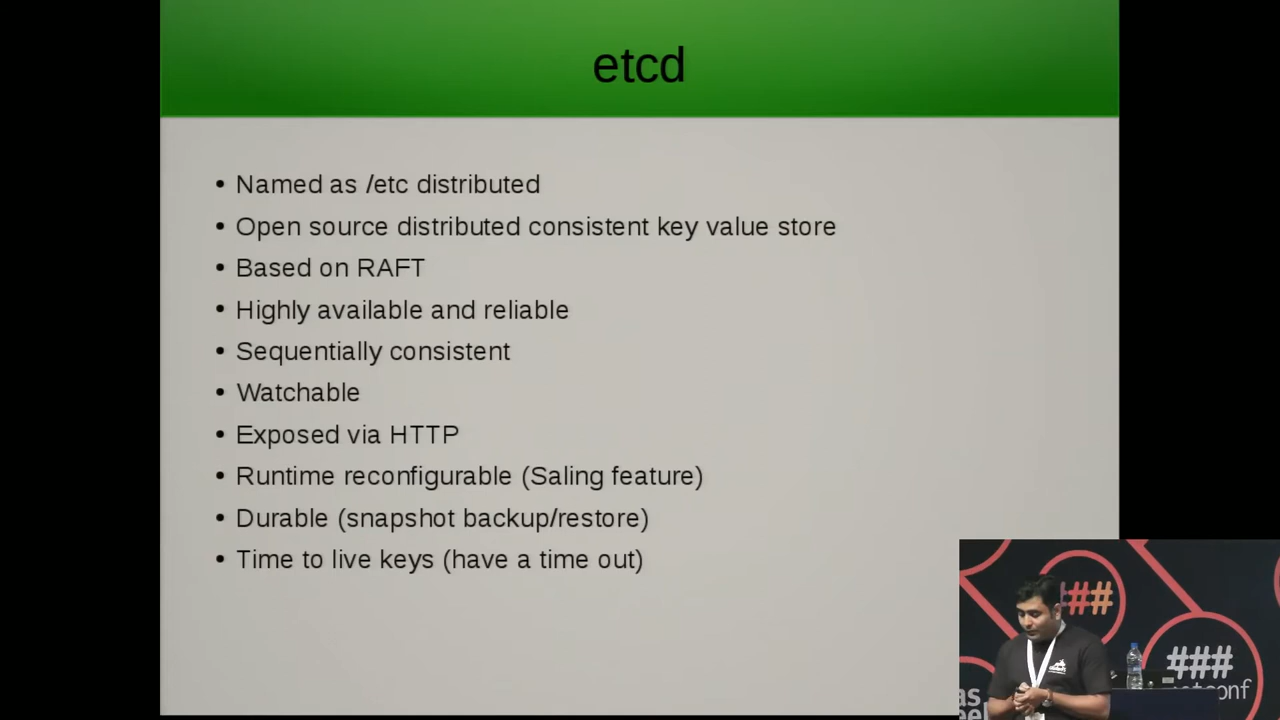 etcd
• Named as /etc distributed
• Open source distributed consistent key value store
• Based on RAFT
• Highly available and reliable
• Sequentially consistent
• Watchable
• Exposed via HTTP
• Runtime reconfigurable (Saling feature)
• Durable (snapshot backup/restore)
• Time to live keys (have a time out)
###
###
as